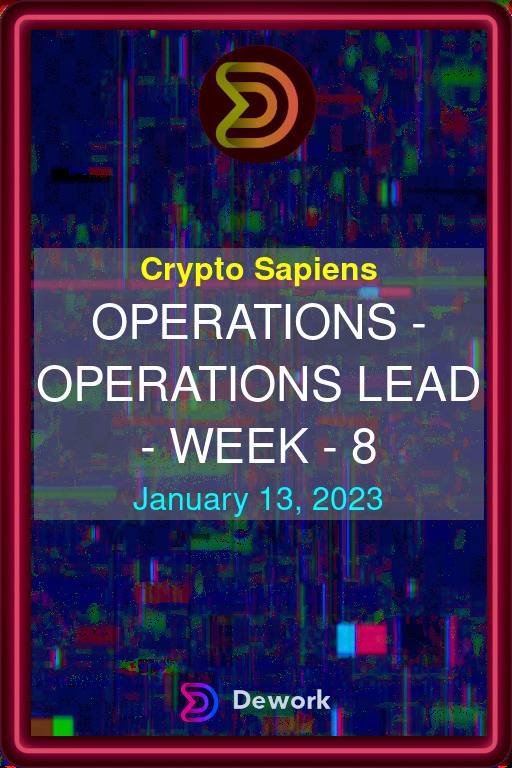 Crypto Sapiens
OPERATIONS -
OPERATIONS LEAD
- WEEK - 8
January 13, 2023
Dework